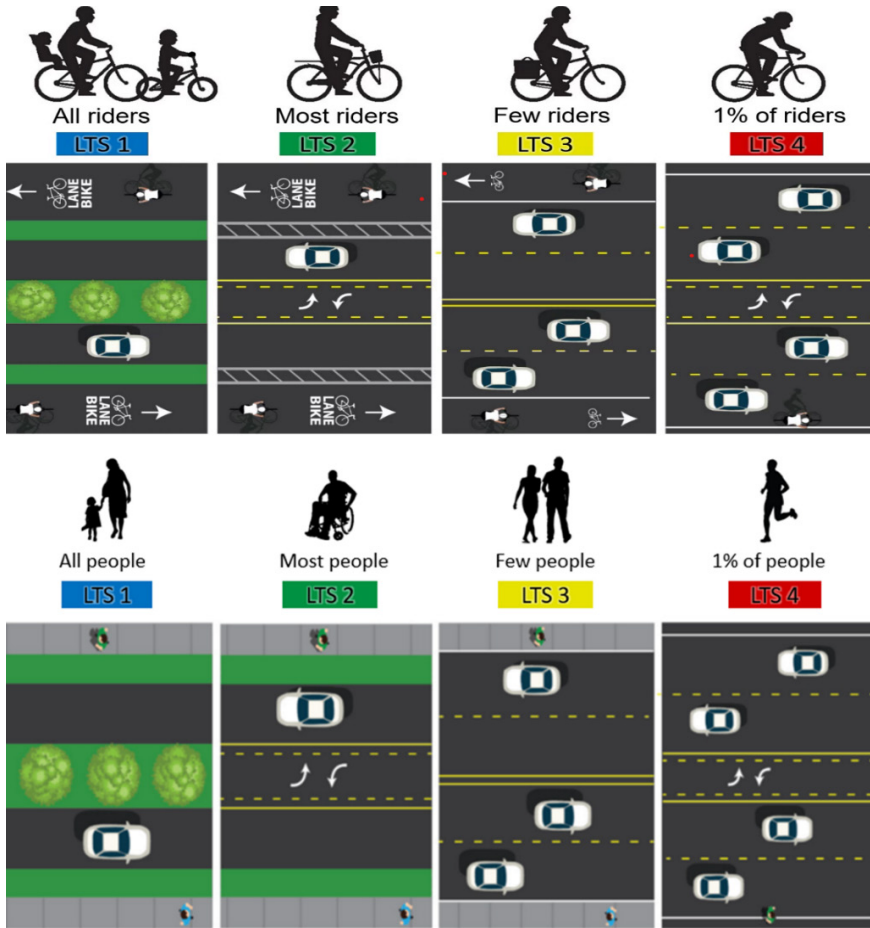 All riders
Most riders
Few riders
1% of riders
LTS 1
LTS 2
LTS 3
LTS 4
LANE
BIKE
LANE
BIKE
LANE
BIKE
LANE
BIKE
All people
Most people
Few people
1% of people
LTS 1
LTS 2
LTS 3
LTS 4